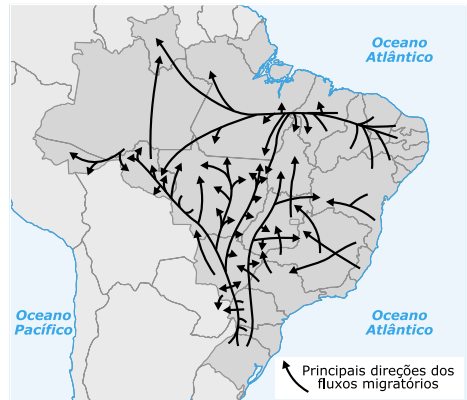 Oceano
Atlântico
Oceano
Pacífico
Oceano
Atlântico
Principais direções dos
fluxos migratórios